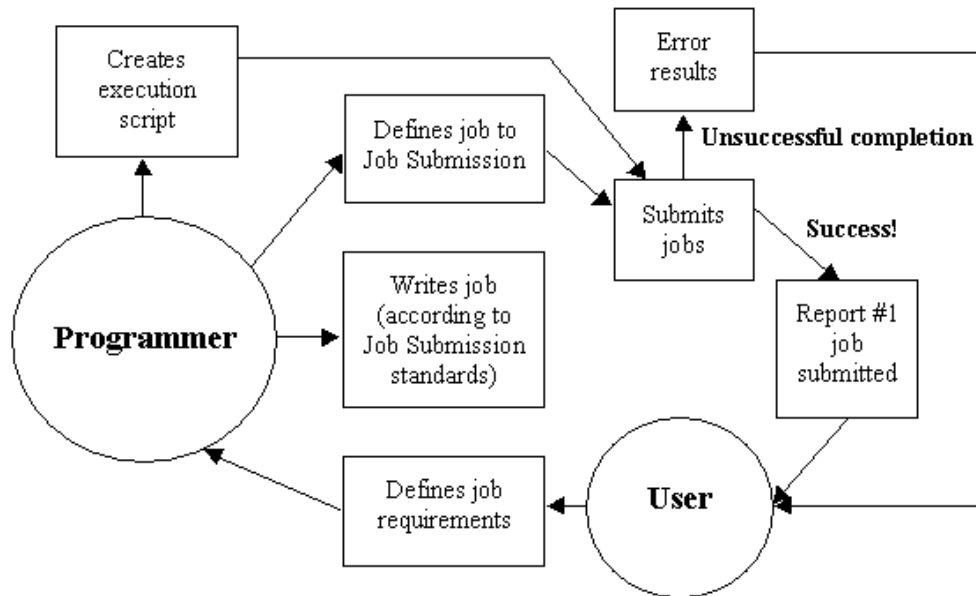 Creates
execution
script
Error
results
Defines job to
Job Submission
Unsuccessful completion
Submits
jobs
Success!
Writes job
(according to
Job Submission
standards)
Programmer
Report #1
job
submitted
Defines job
requirements
User